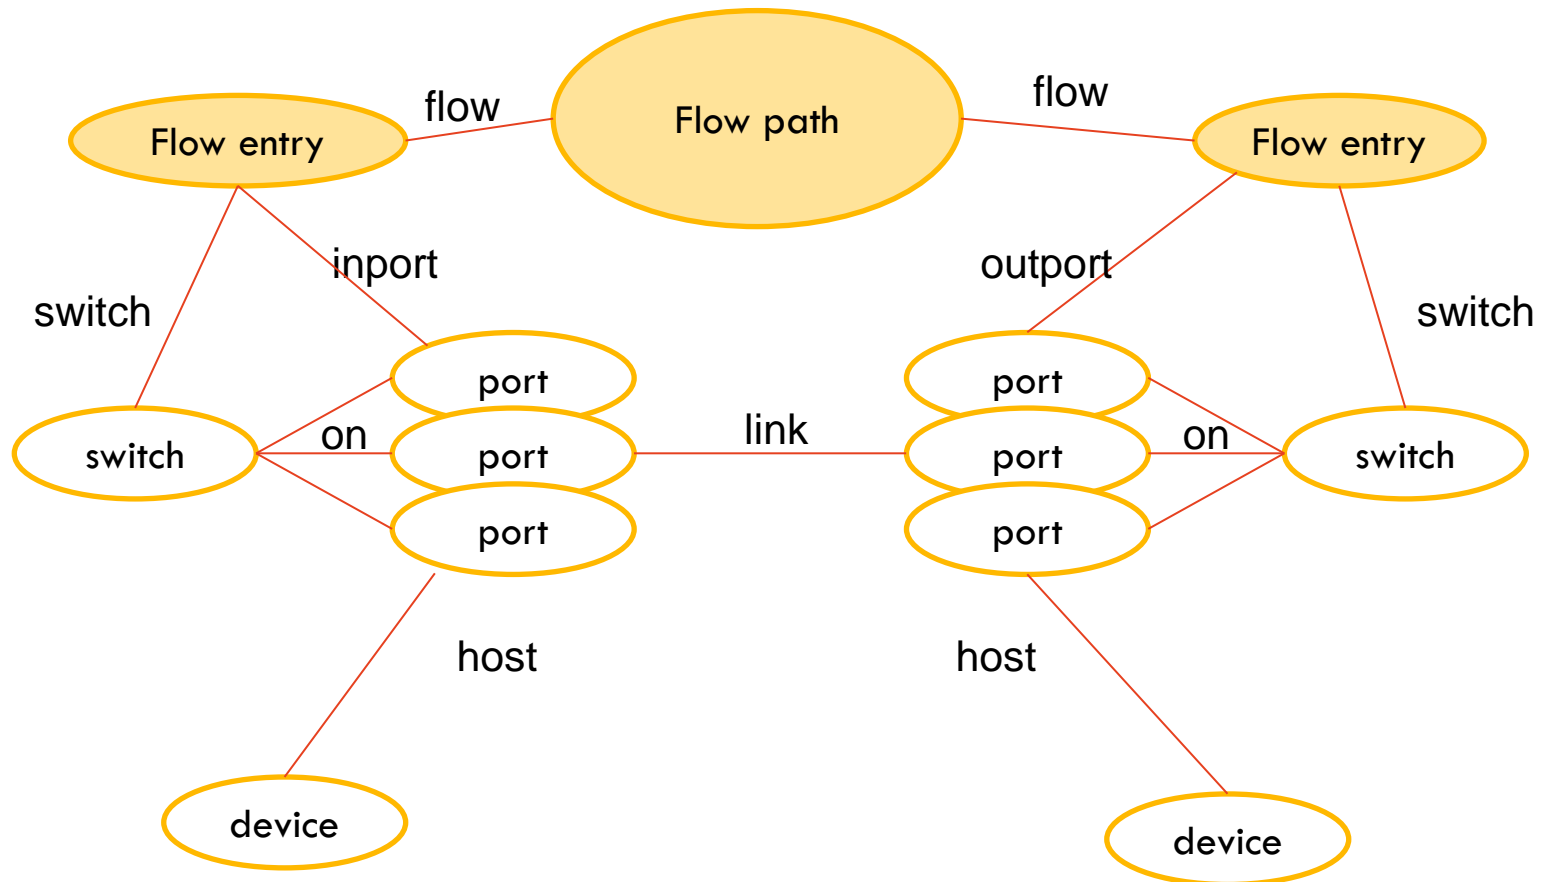 flow
Flow path
flow
Flow entry
Flow entry
inport
outport
switch
switch
port
port
on
link
on
switch
port
port
switch
port
port
host
host
device
device